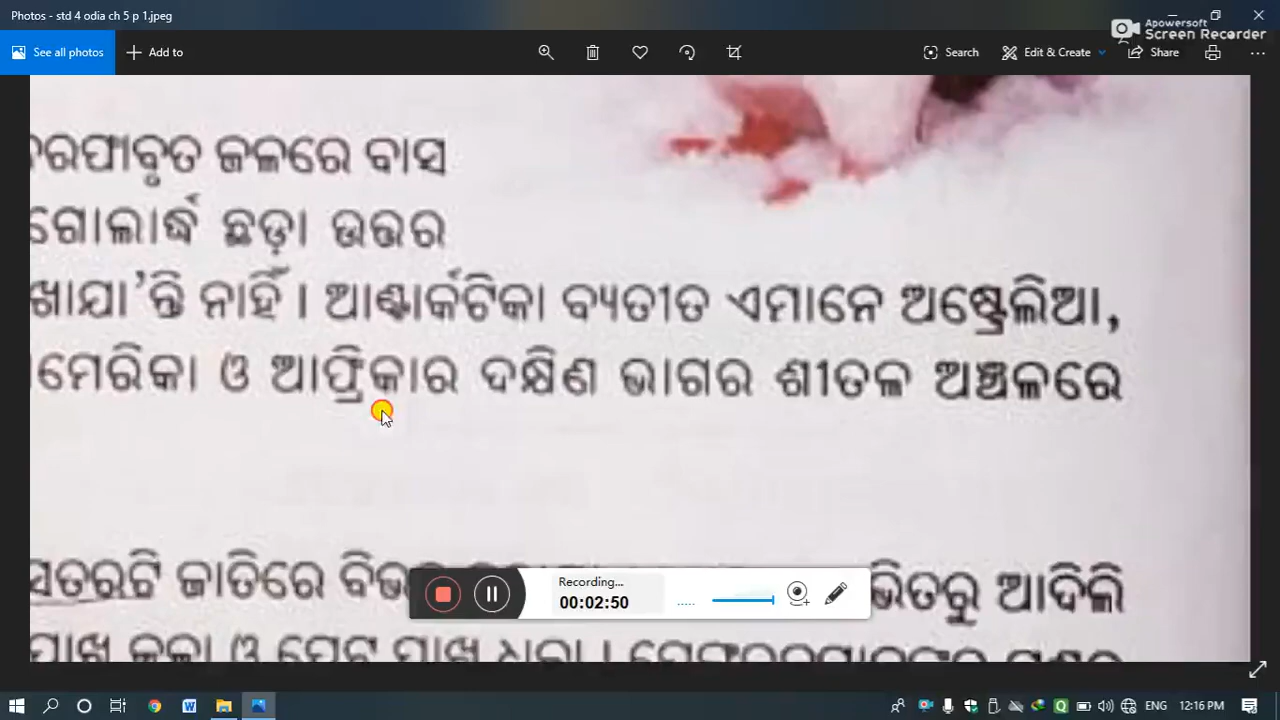 Photos - std 4 odia ch 5 p 1.jpeg
Apowersoft
Screen Recorder
See all photos
Add to
Search
Edit & Create
Share
ଜଳରେ ବାସ
ଗୋଲାର୍ଦ୍ଧ ଛଡ଼ା ଉତ୍ତର
ନାହିଁ । ଆଣ୍ଟାର୍କଟିକା ବ୍ୟତୀତ ଏମାନେ ଅଷ୍ଟ୍ରେଲିଆ,
ଓ ଆଫ୍ରିକାର ଦକ୍ଷିଣ ଭାଗର ଶୀତଳ ଅଞ୍ଚଳରେ
ସତରଟି ଜାତିରେ ଭିତରୁ ଆଦିଲି
Recording...
00:02:50
ENG
12:16 PM